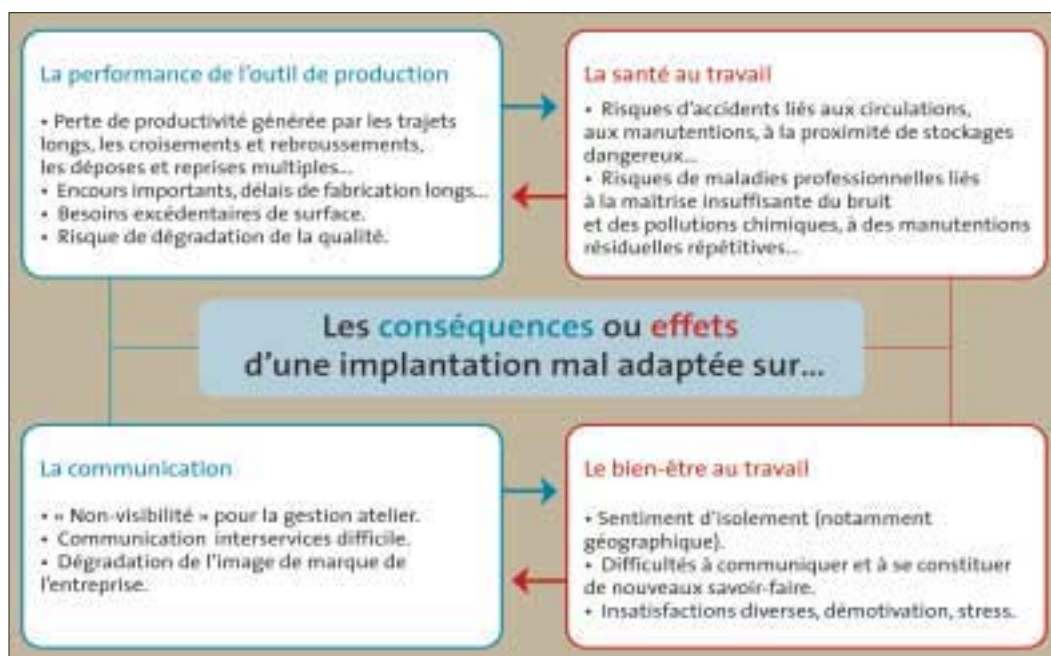 La performance de l'outil de production
• Perte de productivité générée par les trajets
longs, les croisements et rebroussements,
les déposes et reprises multiples...
• Encours importants, délais de fabrication longs...
• Besoins excédentaires de surface.
• Risque de dégradation de la qualité.
La santé au travail
• Risques d'accidents liés aux circulations,
aux manutentions, à la proximité de stockages
dangereux...
• Risques de maladies professionnelles liés
à la maîtrise insuffisante du bruit
et des pollutions chimiques, à des manutentions
résiduelles répétitives...
Les conséquences ou effets
d'une implantation mal adaptée sur...
La communication
• « Non-visibilité » pour la gestion atelier.
• Communication interservices difficile.
• Dégradation de l'image de marque de
l'entreprise.
Le bien-être au travail
• Sentiment d'isolement (notamment
géographique).
• Difficultés à communiquer et à se constituer
de nouveaux savoir-faire.
• Insatisfactions diverses, démotivation, stress.